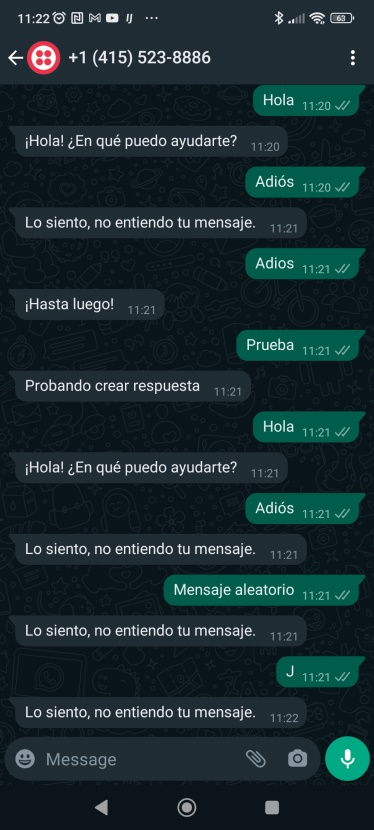 11:22
63
+1 (415) 523-8886
Hola 11:20
¡Hola! ¿En qué puedo ayudarte? 11:20
Adiós 11:20
Lo siento, no entiendo tu mensaje. 11:21
Adios 11:21
¡Hasta luego! 11:21
Prueba 11:21
Probando crear respuesta 11:21
Hola 11:21
¡Hola! ¿En qué puedo ayudarte? 11:21
Adiós 11:21
Lo siento, no entiendo tu mensaje. 11:21
Mensaje aleatorio 11:21
Lo siento, no entiendo tu mensaje. 11:21
J 11:21
Lo siento, no entiendo tu mensaje. 11:22
Message